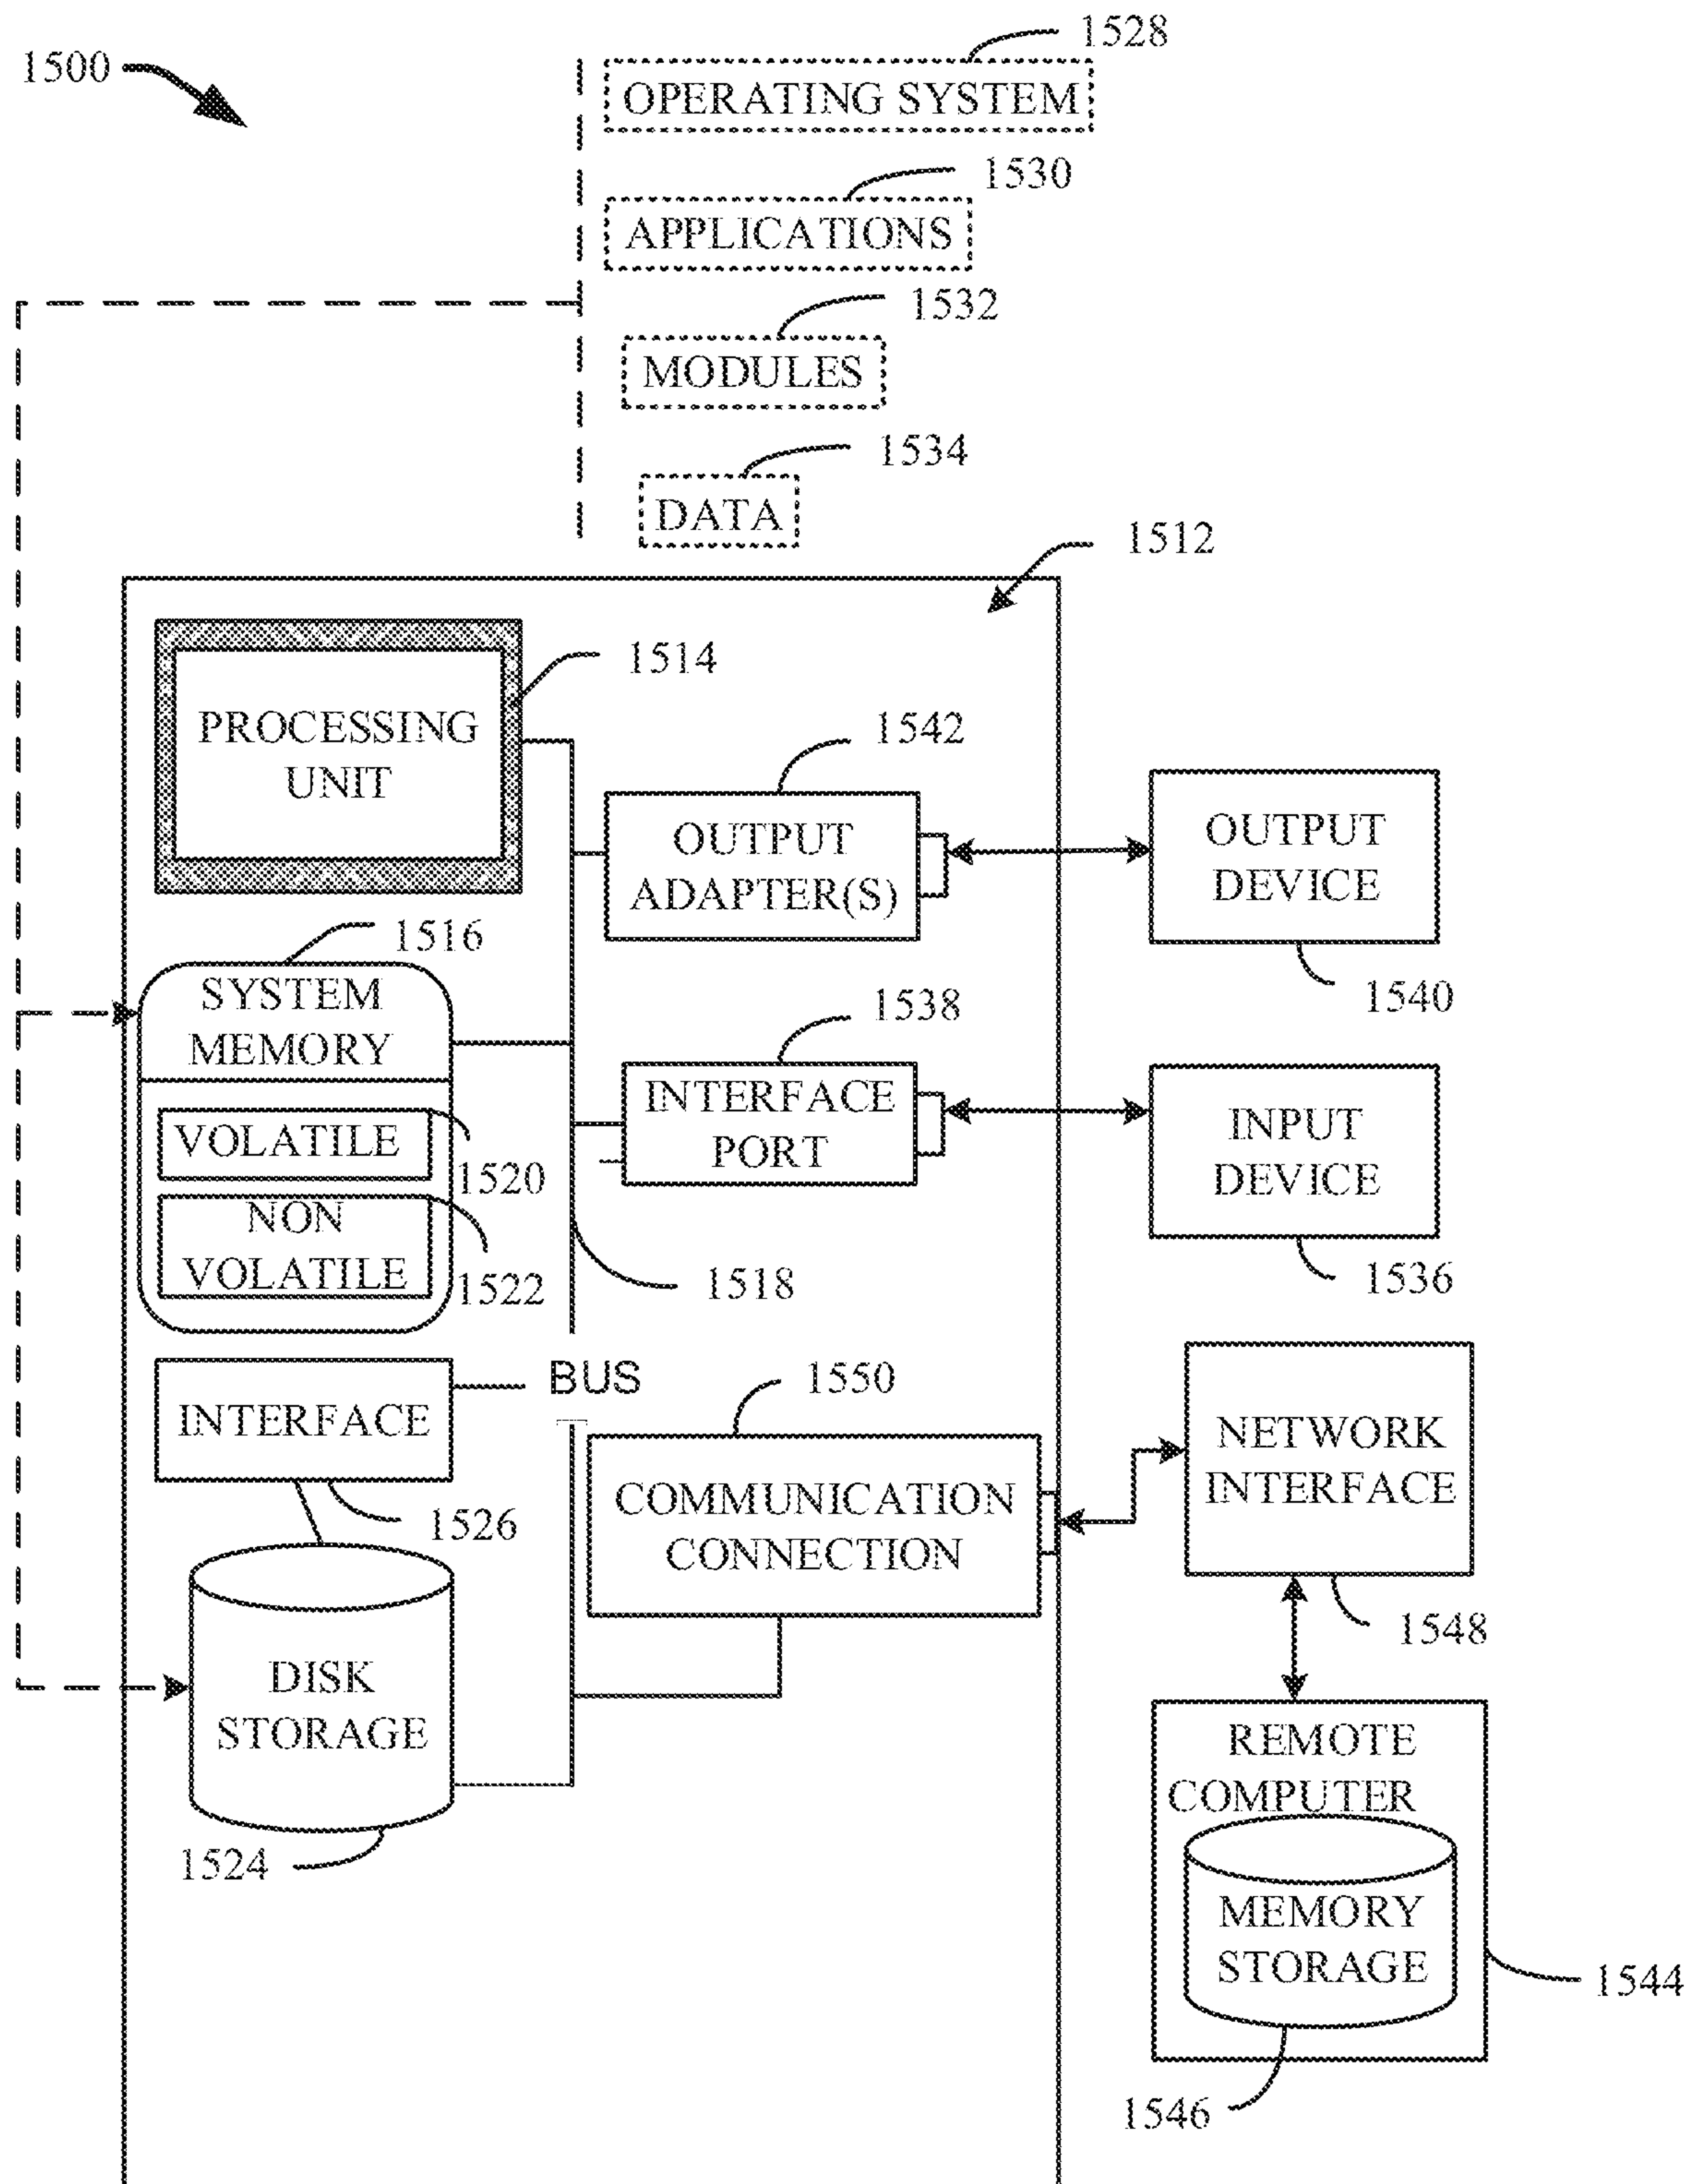 1500
1528
OPERATING SYSTEM
1530
APPLICATIONS
1532
MODULES
1534
DATA
1512
PROCESSING
UNIT
1514
1542
OUTPUT
ADAPTER(S)
OUTPUT
DEVICE
1540
1516
SYSTEM
MEMORY
VOLATILE
1520
NON
VOLATILE
1522
1538
INTERFACE
PORT
INPUT
DEVICE
1536
1518
BUS
INTERFACE
1526
1550
COMMUNICATION
CONNECTION
NETWORK
INTERFACE
1548
DISK
STORAGE
1524
REMOTE
COMPUTER
MEMORY
STORAGE
1544
1546